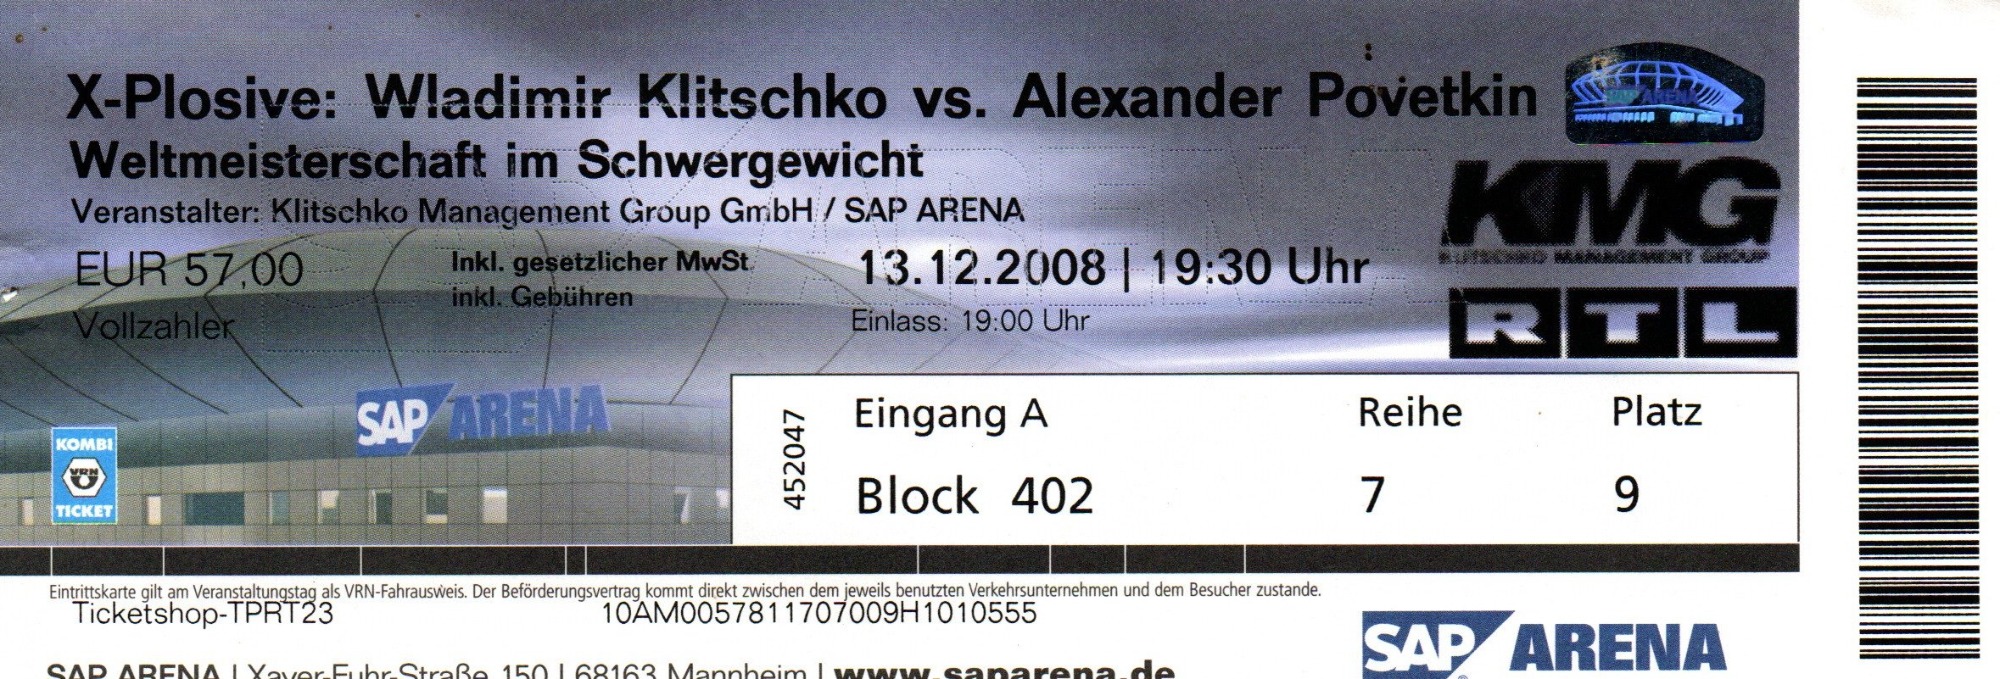 X-Plosive: Wladimir Klitschko vs. Alexander Povetkin
SAP ARENA
Weltmeisterschaft im Schwergewicht
Veranstalter: Klitschko Management Group GmbH / SAP ARENA
KMG
KLITSCHKO MANAGEMENT GROUP
EUR 57,00
Inkl. gesetzlicher MwSt.
inkl. Gebühren
13.12.2008 | 19:30 Uhr
Vollzahler
Einlass: 19:00 Uhr
RTL
SAP ARENA
KOMBI
VRN
TICKET
452047
Eingang A
Reihe
Platz
Block 402
7
9
Eintrittskarte gilt am Veranstaltungstag als VRN-Fahrausweis. Der Beförderungsvertrag kommt direkt zwischen dem jeweils benutzten Verkehrsunternehmen und dem Besucher zustande.
Ticketshop-TPRT23
10AM0057811707009H1010555
SAP ARENA
SAP ARENA | Xaver-Fuhr-Straße 150 | 68163 Mannheim | www.saparena.de